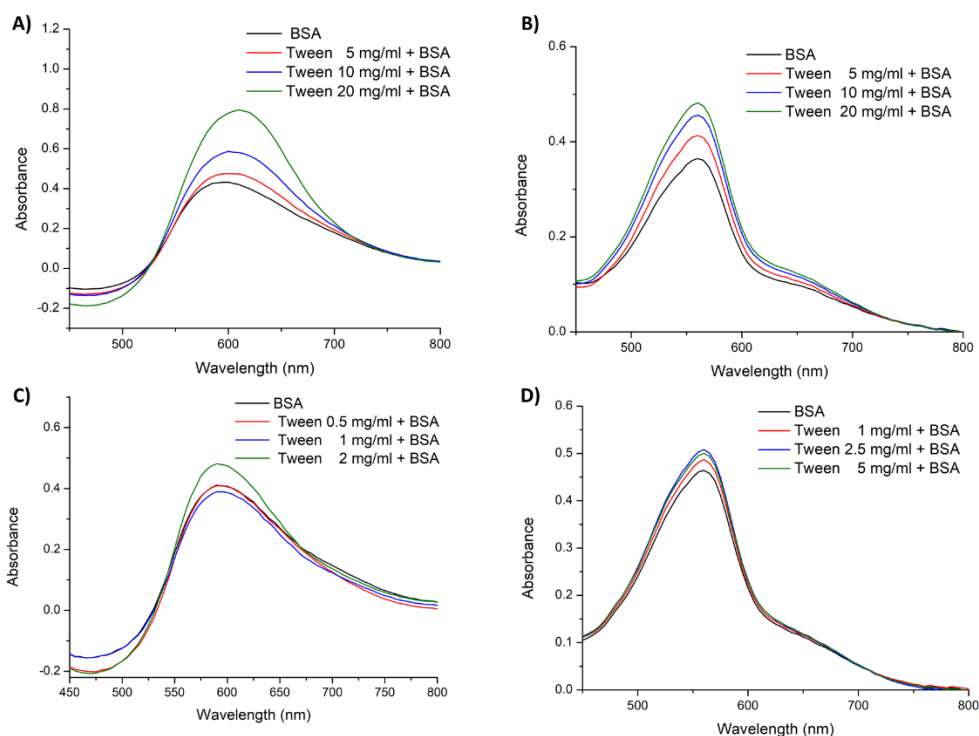 A)
BSA
Tween 5 mg/ml + BSA
Tween 10 mg/ml + BSA
Tween 20 mg/ml + BSA
1.2
1.0
0.8
0.6
0.4
0.2
0.0
-0.2
Absorbance
500 550 600 650 700 750 800
Wavelength (nm)
B)
BSA
Tween 5 mg/ml + BSA
Tween 10 mg/ml + BSA
Tween 20 mg/ml + BSA
0.6
0.4
0.2
0.0
Absorbance
500 600 700 800
Wavelength (nm)
C)
BSA
Tween 0.5 mg/ml + BSA
Tween 1 mg/ml + BSA
Tween 2 mg/ml + BSA
0.6
0.4
0.2
0.0
-0.2
Absorbance
450 500 550 600 650 700 750 800
Wavelength (nm)
D)
BSA
Tween 1 mg/ml + BSA
Tween 2.5 mg/ml + BSA
Tween 5 mg/ml + BSA
0.6
0.5
0.4
0.3
0.2
0.1
0.0
Absorbance
500 600 700 800
Wavelength (nm)